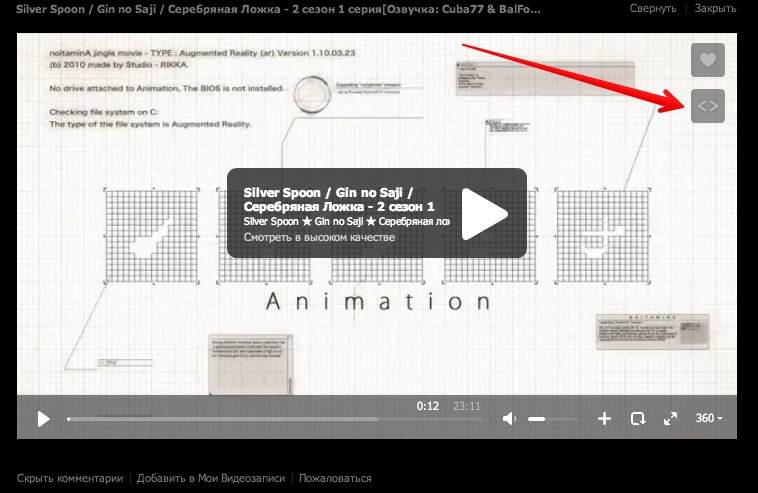 Silver Spoon / Gin no Saji / Серебряная Ложка - 2 сезон 1 серия[Озвучка: Cuba77 & BalFo...
Свернуть | Закрыть
noitaminA jingle movie - TYPE : Augmented Reality (ar) Version 1.10.03.23
(b) 2010 made by Studio - RIKKA.
No drive attached to Animation. The BIOS is not installed.
Checking file system on C:
The type of the file system is Augmented Reality.
Silver Spoon / Gin no Saji /
Серебряная Ложка - 2 сезон 1
Silver Spoon ★ Gin no Saji ★ Серебряная
Смотреть в высоком качестве
Animation
NOITAMINA
TITLE
0:12 23:11
360
Скрыть комментарии | Добавить в Мои Видеозаписи | Пожаловаться